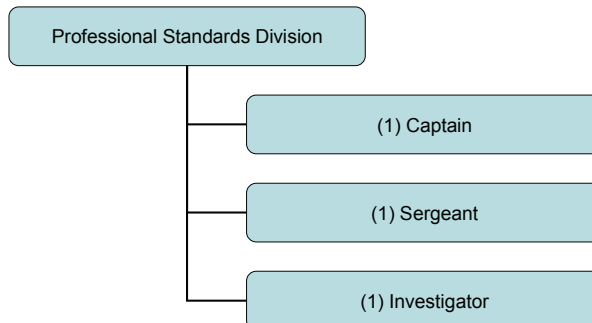 Professional Standards Division
(1) Captain
(1) Sergeant
(1) Investigator